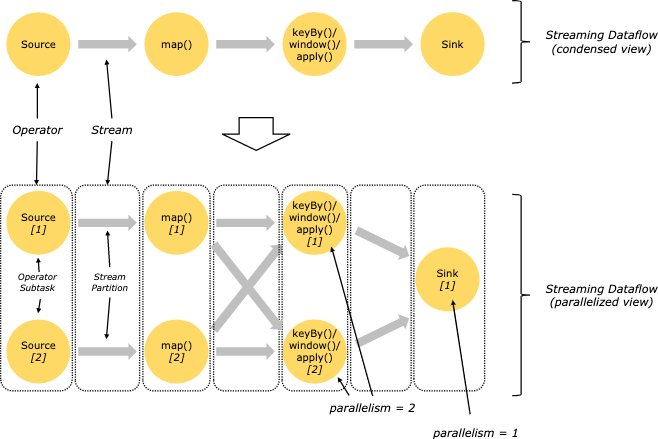 Source
map()
keyBy()/
window()/
apply()
Sink
Streaming Dataflow
(condensed view)
Operator
Stream
Source
[1]
map()
[1]
keyBy()/
window()/
apply()
[1]
Operator
Subtask
Stream
Partition
Sink
[1]
Streaming Dataflow
(parallelized view)
Source
[2]
map()
[2]
keyBy()/
window()/
apply()
[2]
parallelism = 2
parallelism = 1